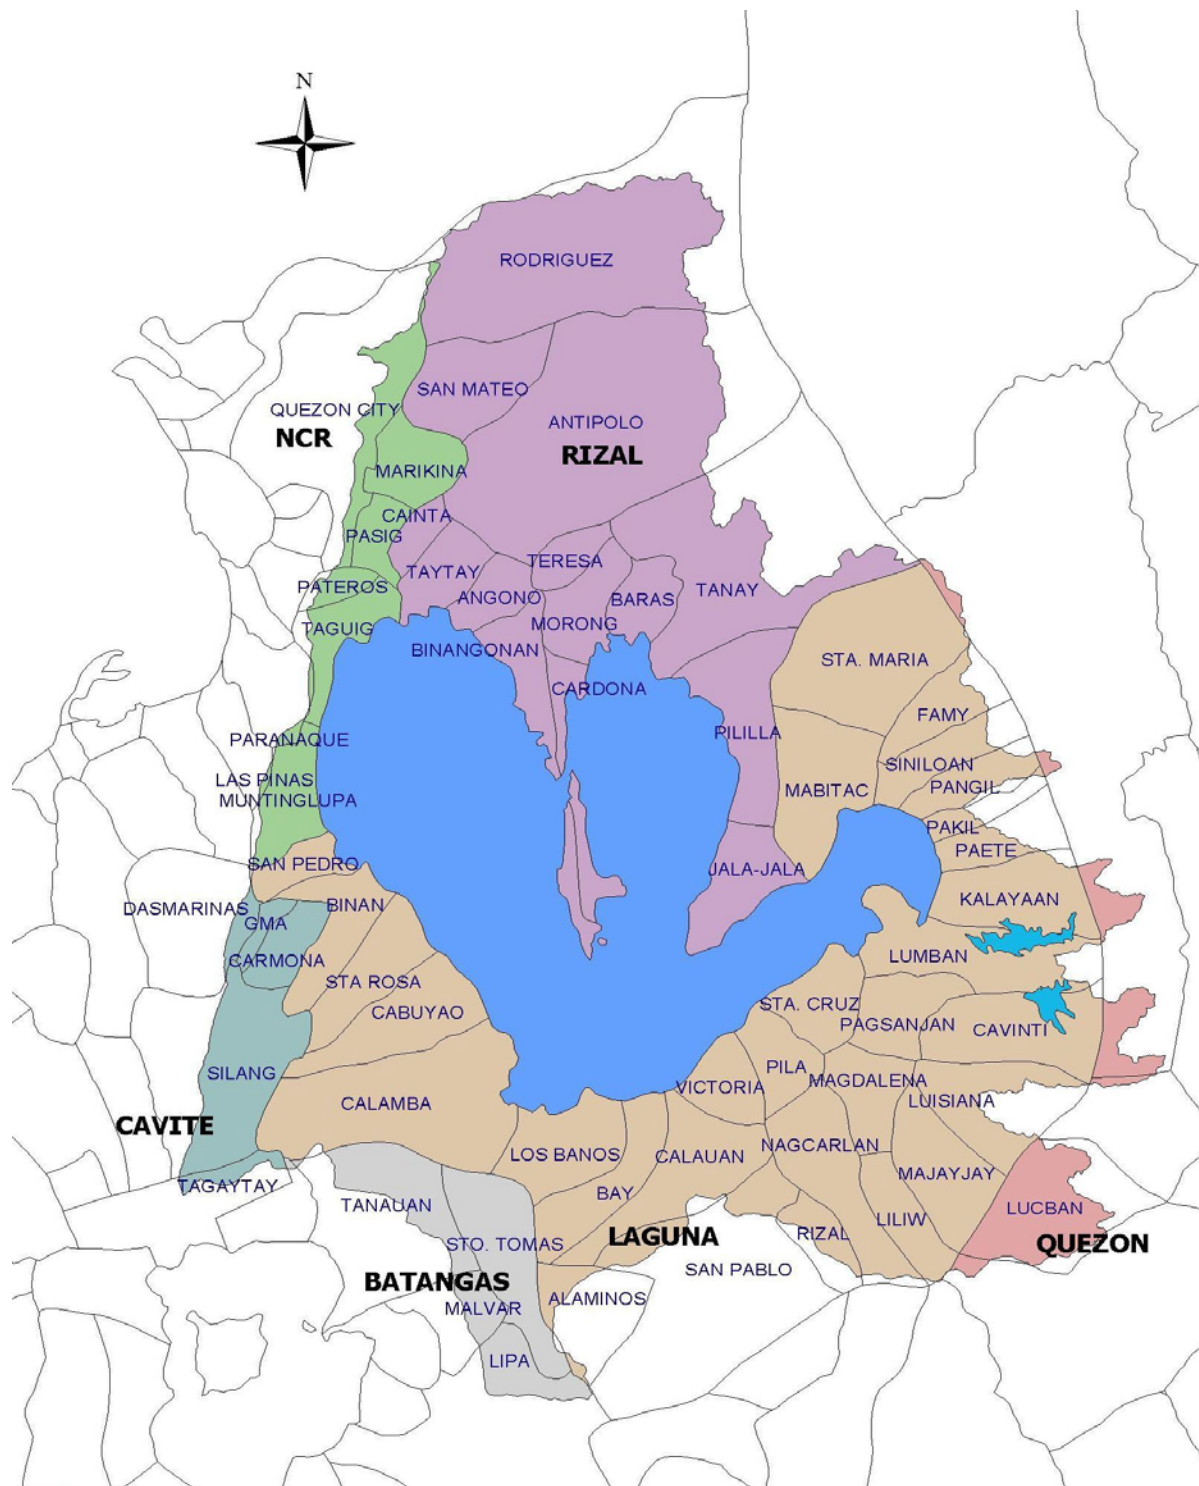 N
RODRIGUEZ
SAN MATEO
QUEZON CITY
ANTIPOLO
NCR
RIZAL
MARIKINA
CAINTA
PASIG
TERESA
TAYTAY
PATEROS
TANAY
ANGONO
BARAS
MORONG
TAGUIG
BINANGONAN
STA. MARIA
CARDONA
FAMY
PILILLA
PARANAQUE
SINILOAN
LAS PINAS
PANGIL
MABITAC
MUNTINGLUPA
PAKIL
PAETE
SAN PEDRO
JALA-JALA
KALAYAAN
BINAN
DASMARINAS
GMA
LUMBAN
CARMONA
STA ROSA
STA. CRUZ
CABUYAO
PAGSANJAN
CAVINTI
PILA
SILANG
MAGDALENA
VICTORIA
LUISIANA
CALAMBA
CAVITE
NAGCARLAN
LOS BANOS
CALAUAN
MAJAYJAY
TAGAYTAY
BAY
TANAUAN
LUCBAN
LILIW
RIZAL
LAGUNA
STO. TOMAS
QUEZON
SAN PABLO
BATANGAS
ALAMINOS
MALVAR
LIPA